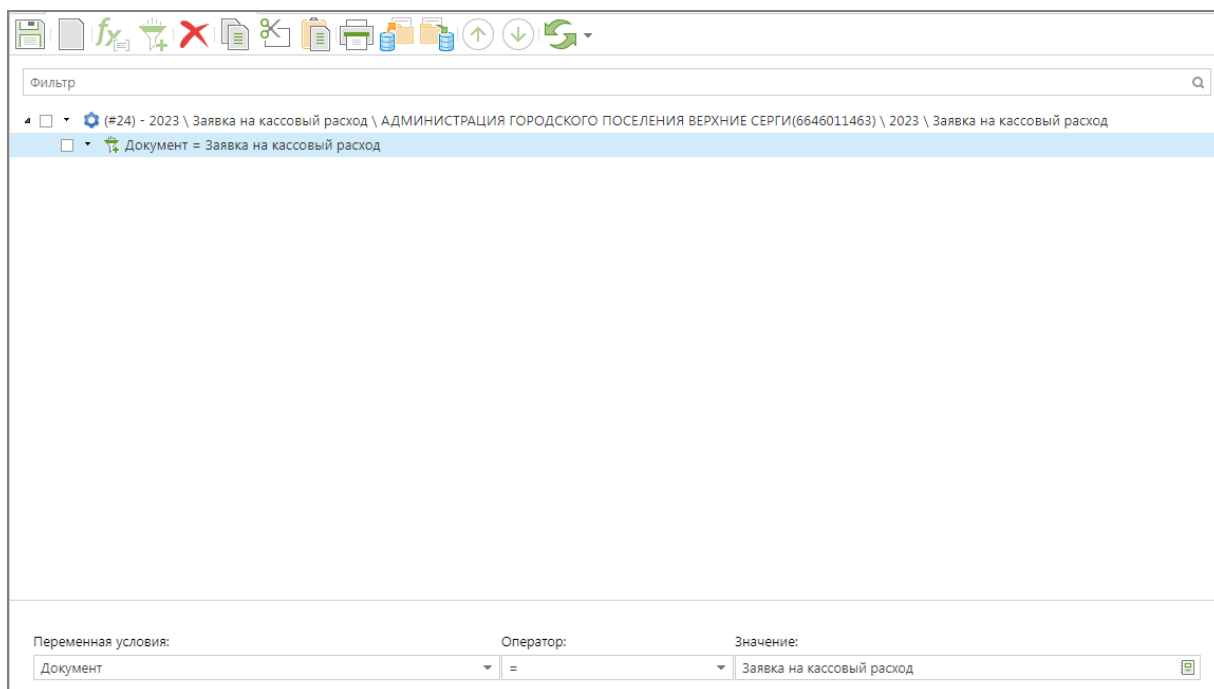 fx
Фильтр
(#24) - 2023 \ Заявка на кассовый расход \ АДМИНИСТРАЦИЯ ГОРОДСКОГО ПОСЕЛЕНИЯ ВЕРХНИЕ СЕРГИ(6646011463) \ 2023 \ Заявка на кассовый расход
Документ = Заявка на кассовый расход
Переменная условия: Оператор: Значение:
Документ = Заявка на кассовый расход